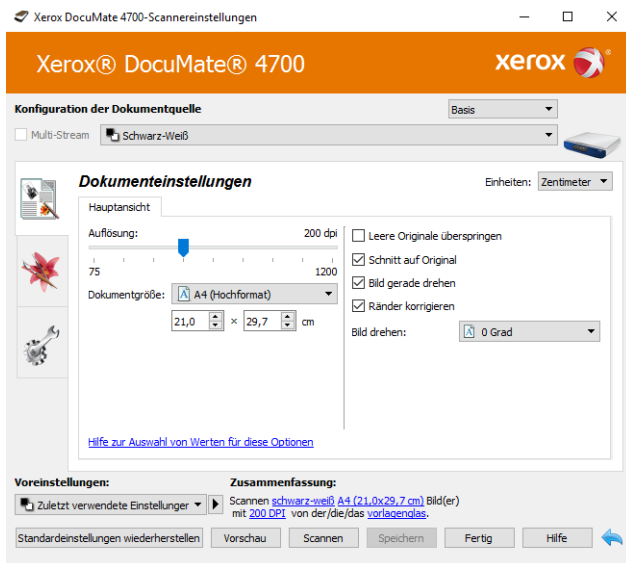 Xerox DocuMate 4700-Scannereinstellungen
Xerox® DocuMate® 4700
xerox
Konfiguration der Dokumentquelle
Basis
Multi-Stream
Schwarz-Weiß
Dokumenteinstellungen
Einheiten:
Zentimeter
Hauptansicht
Auflösung:
200 dpi
75
1200
Dokumentgröße:
A4 (Hochformat)
21,0 × 29,7 cm
Leere Originale überspringen
Schnitt auf Original
Bild gerade drehen
Ränder korrigieren
Bild drehen:
0 Grad
Hilfe zur Auswahl von Werten für diese Optionen
Voreinstellungen:
Zuletzt verwendete Einstellunger
Zusammenfassung:
Scannen schwarz-weiß A4 (21,0x29,7 cm) Bild(er)
mit 200 DPI von der/die/das vorlagenglas.
Standardeinstellungen wiederherstellen
Vorschau
Scannen
Speichern
Fertig
Hilfe